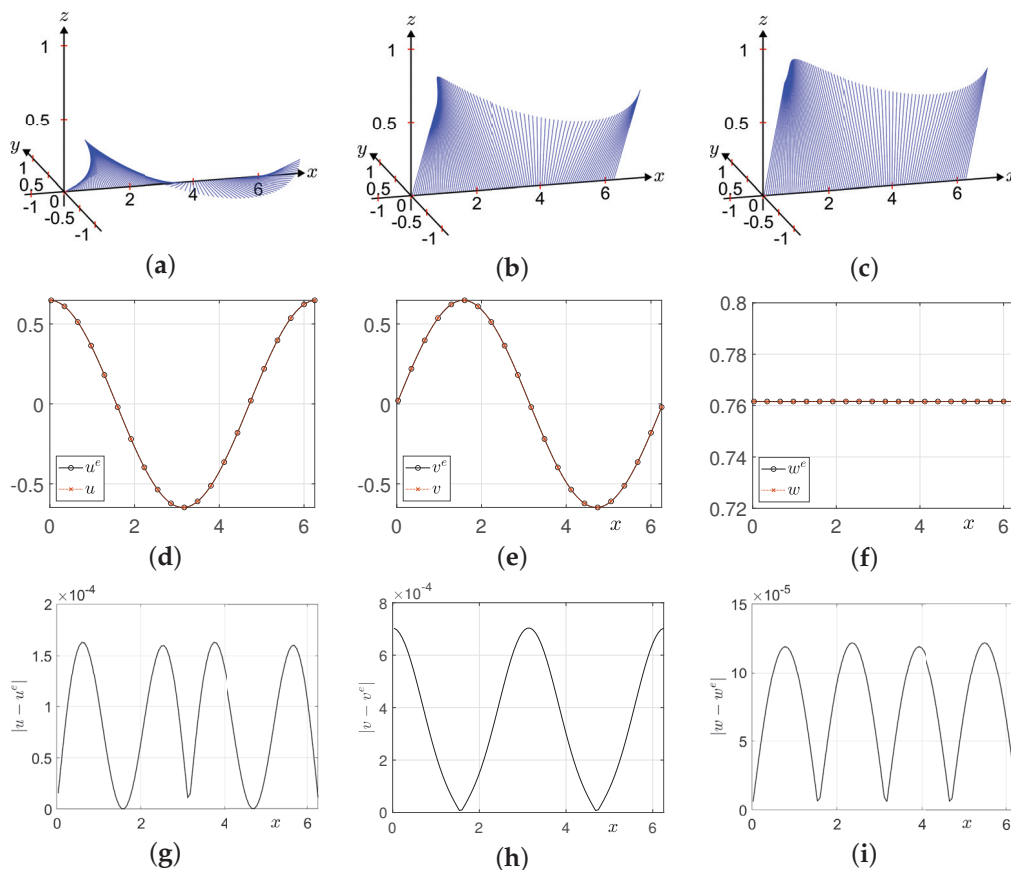 z
1
0.5
y
1
0.5
0
-1
-0.5
-1
2
4
6
x
(a)
z
1
0.5
y
1
0.5
0
-1
-0.5
-1
2
4
6
x
(b)
z
1
0.5
y
1
0.5
0
-1
-0.5
-1
2
4
6
x
(c)
0.5
0
-0.5
u^e
u
0 2 4 6
(d)
0.5
0
-0.5
v^e
v
0 2 4 x 6
(e)
0.8
0.78
0.76
0.74
0.72
w^e
w
0 2 4 x 6
(f)
×10^-4
2
1.5
1
0.5
0
|u − u^e|
0 2 4 x 6
(g)
×10^-4
8
6
4
2
0
|v − v^e|
0 2 4 x 6
(h)
×10^-5
15
10
5
0
|w − w^e|
0 2 4 x 6
(i)